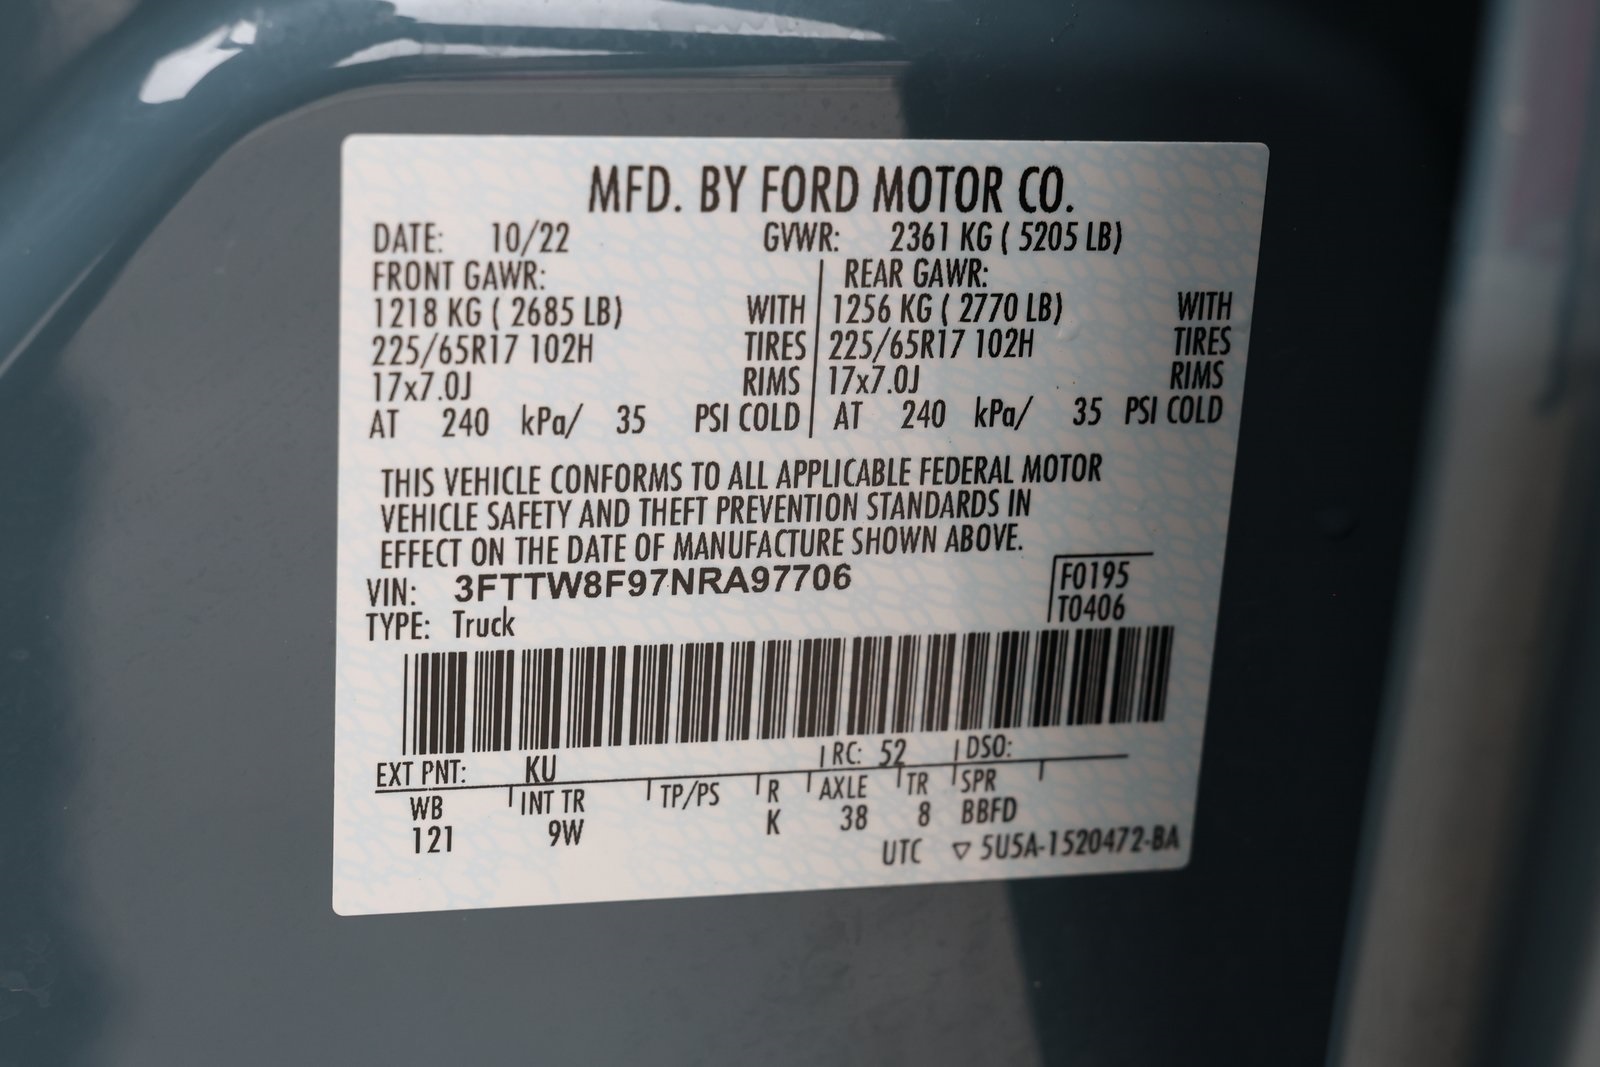 MFD. BY FORD MOTOR CO.
DATE: 10/22 GVWR: 2361 KG ( 5205 LB)
FRONT GAWR: REAR GAWR:
1218 KG ( 2685 LB) WITH 1256 KG ( 2770 LB) WITH
225/65R17 102H TIRES 225/65R17 102H TIRES
17x7.0J RIMS 17x7.0J RIMS
AT 240 kPa/ 35 PSI COLD AT 240 kPa/ 35 PSI COLD
THIS VEHICLE CONFORMS TO ALL APPLICABLE FEDERAL MOTOR
VEHICLE SAFETY AND THEFT PREVENTION STANDARDS IN
EFFECT ON THE DATE OF MANUFACTURE SHOWN ABOVE.
VIN: 3FTTW8F97NRA97706 F0195
TYPE: Truck T0406
EXT PNT: KU RC: 52 DSO:
WB INT TR TP/PS R AXLE TR SPR
121 9W K 38 8 BBFD
UTC ▽ 5U5A-1520472-BA